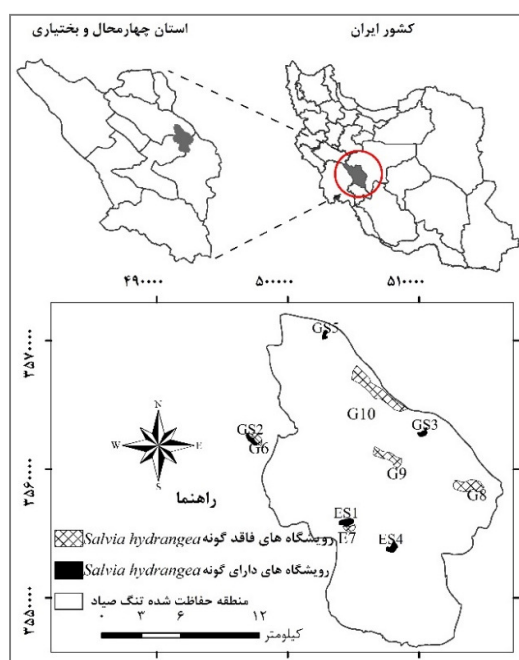 کشور ایران
استان چهارمحال و بختیاری
۴۹۰۰۰۰ ۵۰۰۰۰۰ ۵۱۰۰۰۰
۳۵۷۰۰۰۰
۳۵۶۰۰۰۰
۳۵۵۰۰۰۰
GS5
G10
GS2
GS3
G6
G9
G8
ES1
E7
ES4
N
W E
S
راهنما
رویشگاه های فاقد گونه Salvia hydrangea
رویشگاه های دارای گونه Salvia hydrangea
منطقه حفاظت شده تنگ صیاد
۰ ۳ ۶ ۱۲
کیلومتر